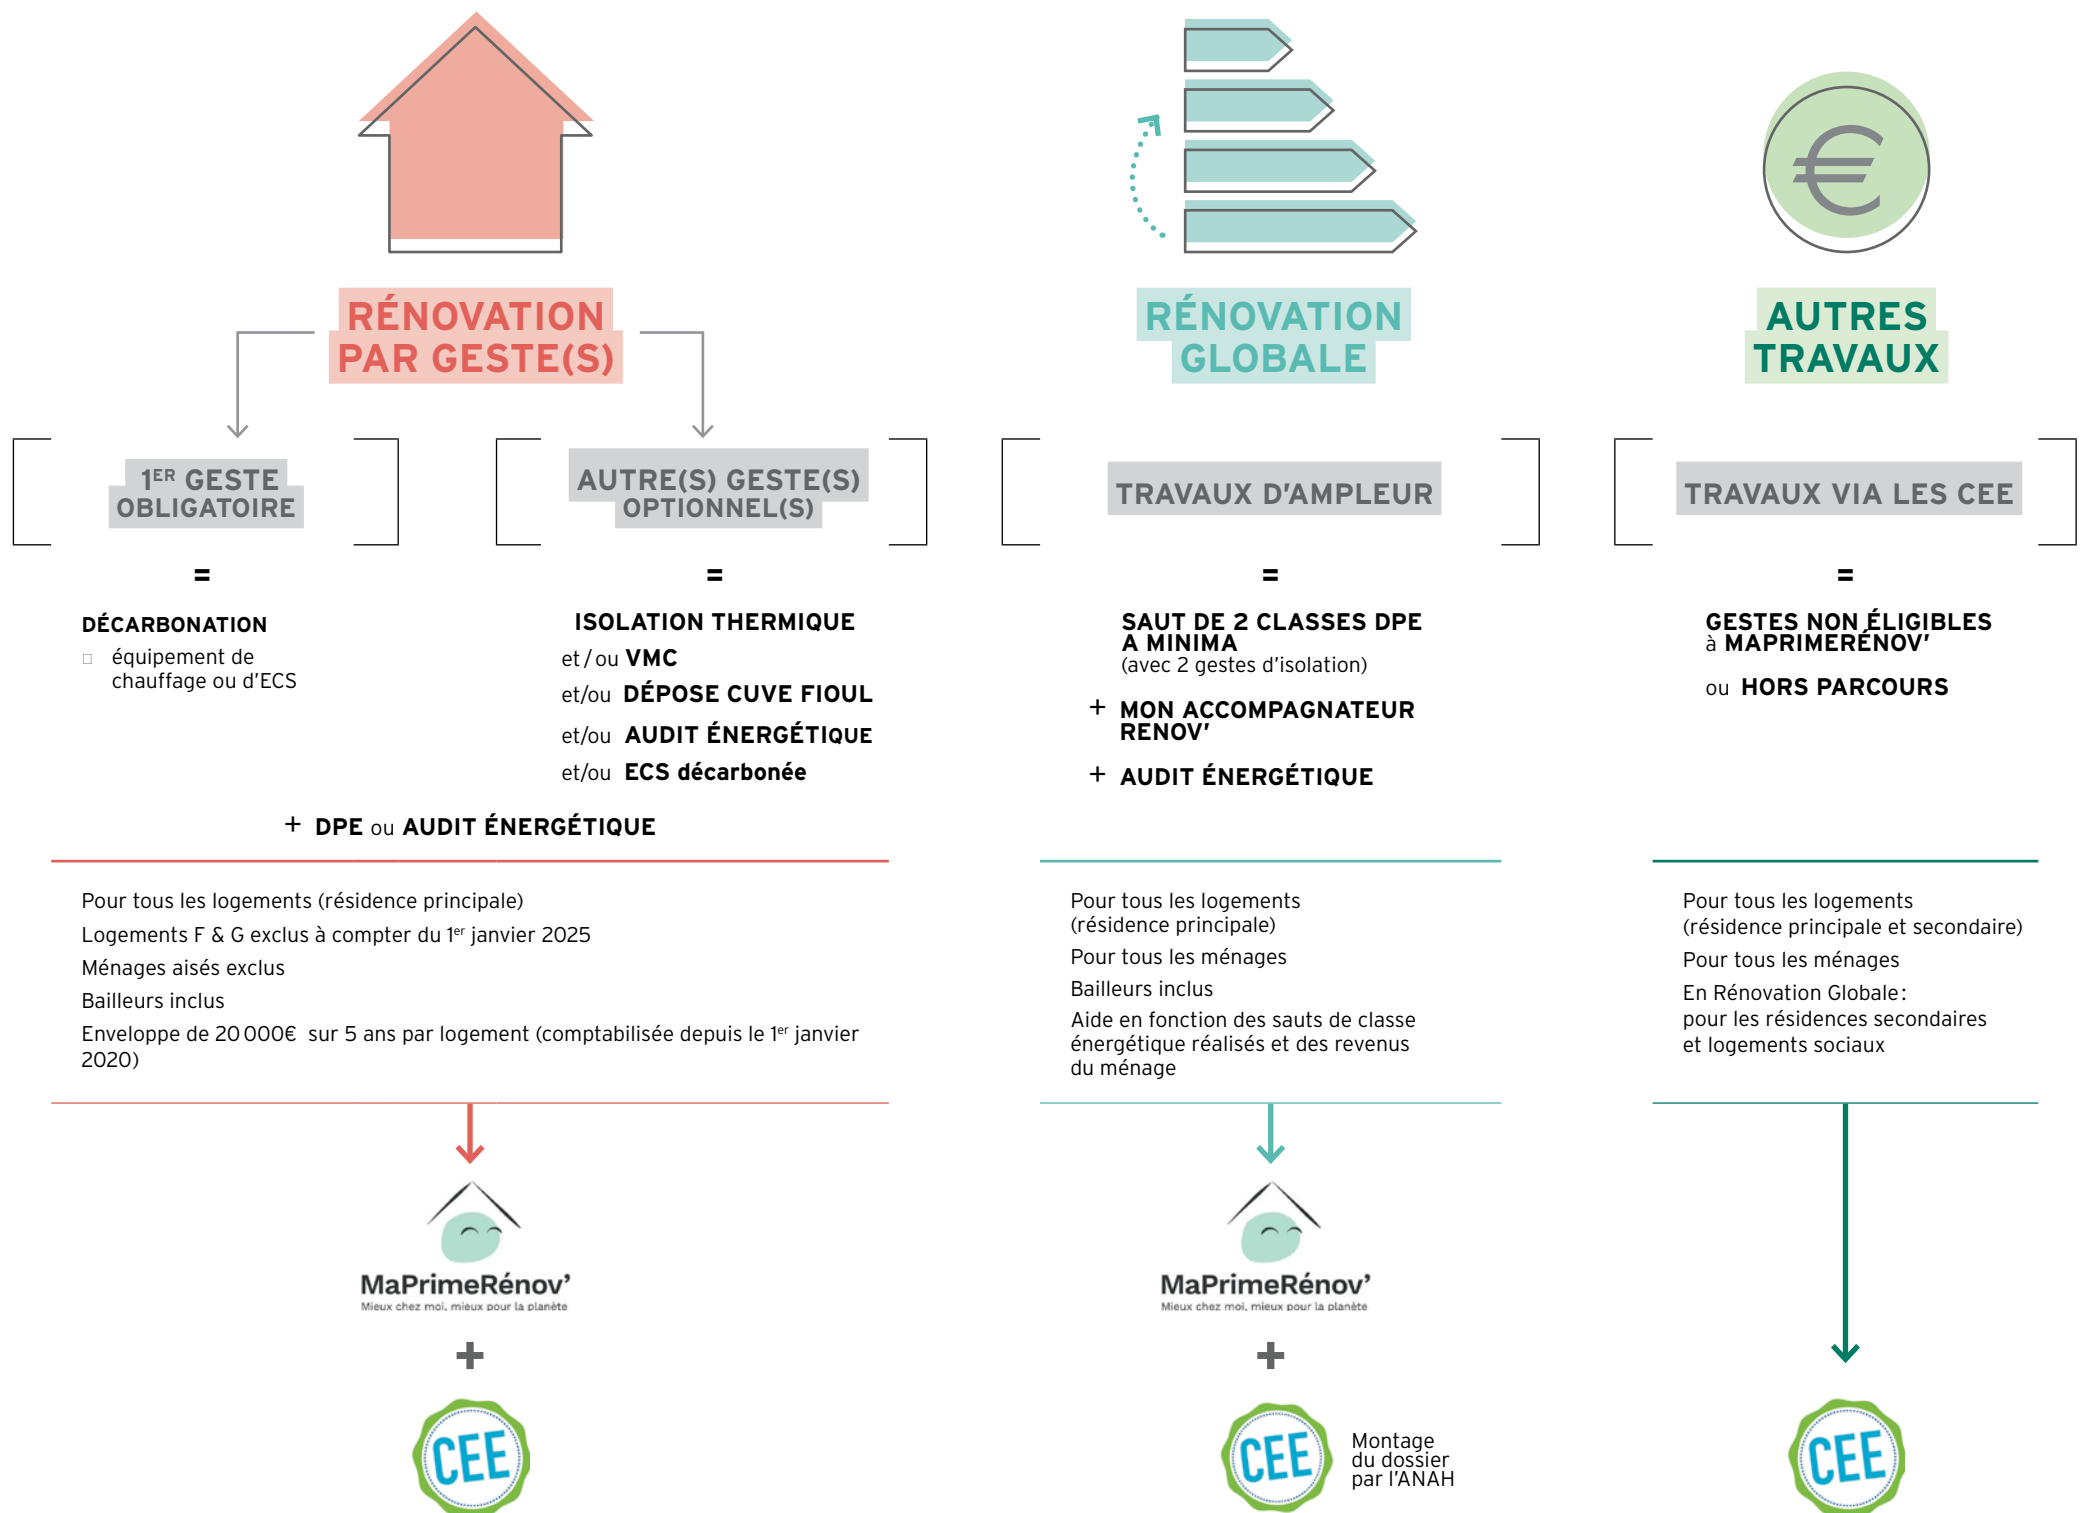 RÉNOVATION
PAR GESTE(S)
1ER GESTE
OBLIGATOIRE
=
DÉCARBONATION
équipement de
chauffage ou d'ECS
AUTRE(S) GESTE(S)
OPTIONNEL(S)
=
ISOLATION THERMIQUE
et / ou VMC
et/ou DÉPOSE CUVE FIOUL
et/ou AUDIT ÉNERGÉTIQUE
et/ou ECS décarbonée
+ DPE ou AUDIT ÉNERGÉTIQUE
Pour tous les logements (résidence principale)
Logements F & G exclus à compter du 1er janvier 2025
Ménages aisés exclus
Bailleurs inclus
Enveloppe de 20 000€ sur 5 ans par logement (comptabilisée depuis le 1er janvier
2020)
MaPrimeRénov'
Mieux chez moi, mieux pour la planète
+
CEE
RÉNOVATION
GLOBALE
TRAVAUX D'AMPLEUR
=
SAUT DE 2 CLASSES DPE
A MINIMA
(avec 2 gestes d'isolation)
+ MON ACCOMPAGNATEUR
RENOV'
+ AUDIT ÉNERGÉTIQUE
Pour tous les logements
(résidence principale)
Pour tous les ménages
Bailleurs inclus
Aide en fonction des sauts de classe
énergétique réalisés et des revenus
du ménage
MaPrimeRénov'
Mieux chez moi, mieux pour la planète
+
CEE
Montage
du dossier
par l'ANAH
€
AUTRES
TRAVAUX
TRAVAUX VIA LES CEE
=
GESTES NON ÉLIGIBLES
à MAPRIMERÉNOV'
ou HORS PARCOURS
Pour tous les logements
(résidence principale et secondaire)
Pour tous les ménages
En Rénovation Globale :
pour les résidences secondaires
et logements sociaux
CEE